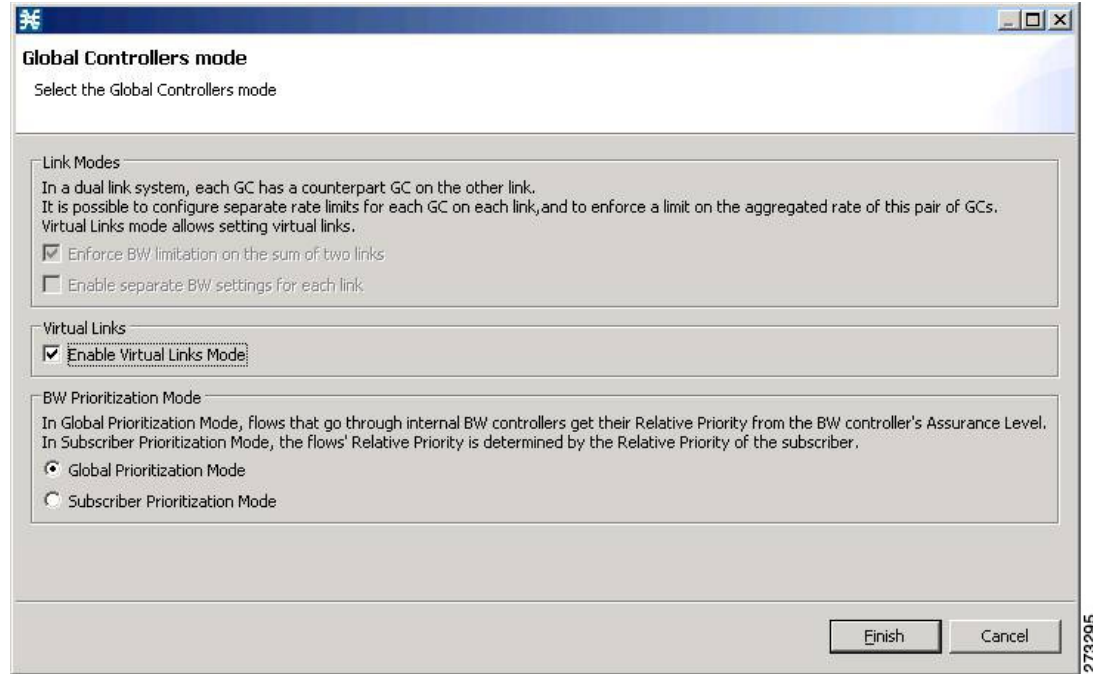 Global Controllers mode
Select the Global Controllers mode
Link Modes
In a dual link system, each GC has a counterpart GC on the other link.
It is possible to configure separate rate limits for each GC on each link,and to enforce a limit on the aggregated rate of this pair of GCs.
Virtual Links mode allows setting virtual links.
Enforce BW limitation on the sum of two links
Enable separate BW settings for each link
Virtual Links
Enable Virtual Links Mode
BW Prioritization Mode
In Global Prioritization Mode, flows that go through internal BW controllers get their Relative Priority from the BW controller's Assurance Level.
In Subscriber Prioritization Mode, the flows' Relative Priority is determined by the Relative Priority of the subscriber.
Global Prioritization Mode
Subscriber Prioritization Mode
Finish
Cancel
273295